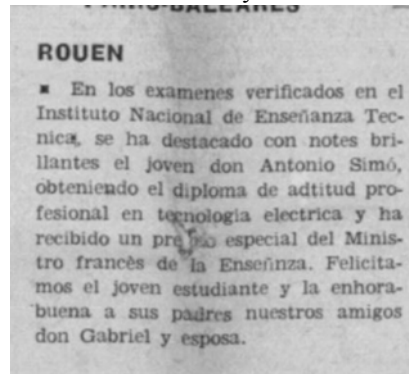 PARIS-BALEARES
ROUEN
▪ En los examenes verificados en el
Instituto Nacional de Enseñanza Tec-
nica, se ha destacado con notes bri-
llantes el joven don Antonio Simó,
obteniendo el diploma de adtitud pro-
fesional en tecnologia electrica y ha
recibido un premio especial del Minis-
tro francès de la Enseñnza. Felicita-
mos el joven estudiante y la enhora-
buena a sus padres nuestros amigos
don Gabriel y esposa.